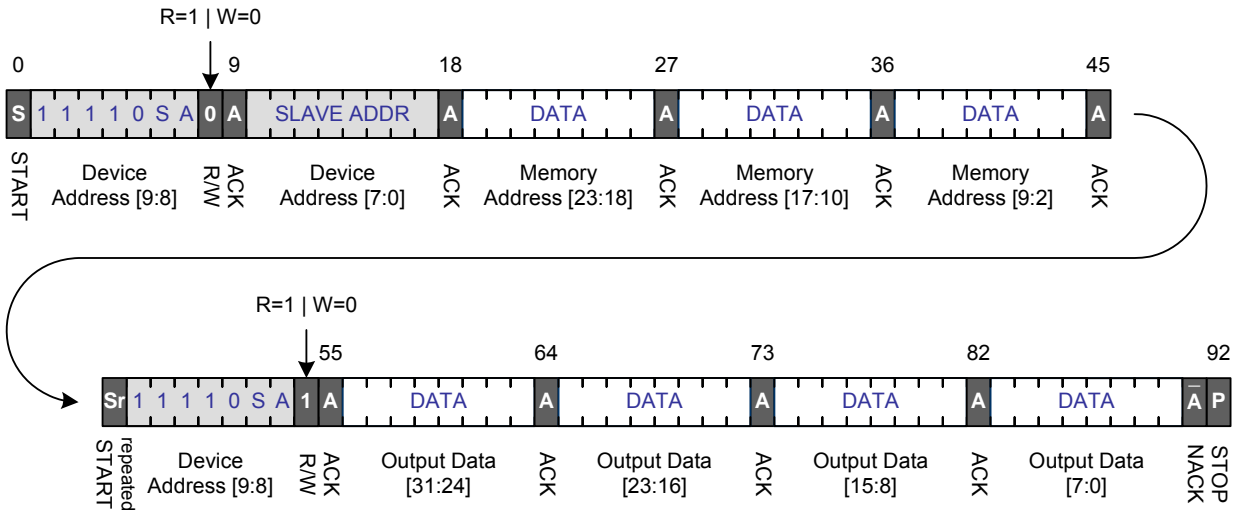 R=1 | W=0
0 9 18 27 36 45
S 1 1 1 1 0 S A 0 A SLAVE ADDR A DATA A DATA A DATA A
START Device Address [9:8] R/W ACK Device Address [7:0] ACK Memory Address [23:18] ACK Memory Address [17:10] ACK Memory Address [9:2] ACK
R=1 | W=0
55 64 73 82 92
Sr 1 1 1 1 0 S A 1 A DATA A DATA A DATA A DATA A̅ P
repeated START Device Address [9:8] R/W ACK Output Data [31:24] ACK Output Data [23:16] ACK Output Data [15:8] ACK Output Data [7:0] NACK STOP